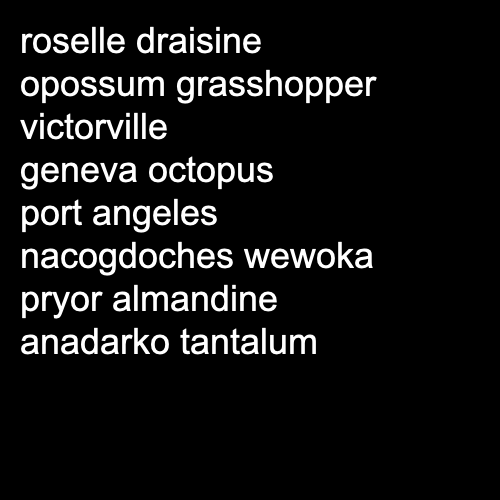 roselle draisine
opossum grasshopper
victorville
geneva octopus
port angeles
nacogdoches wewoka
pryor almandine
anadarko tantalum